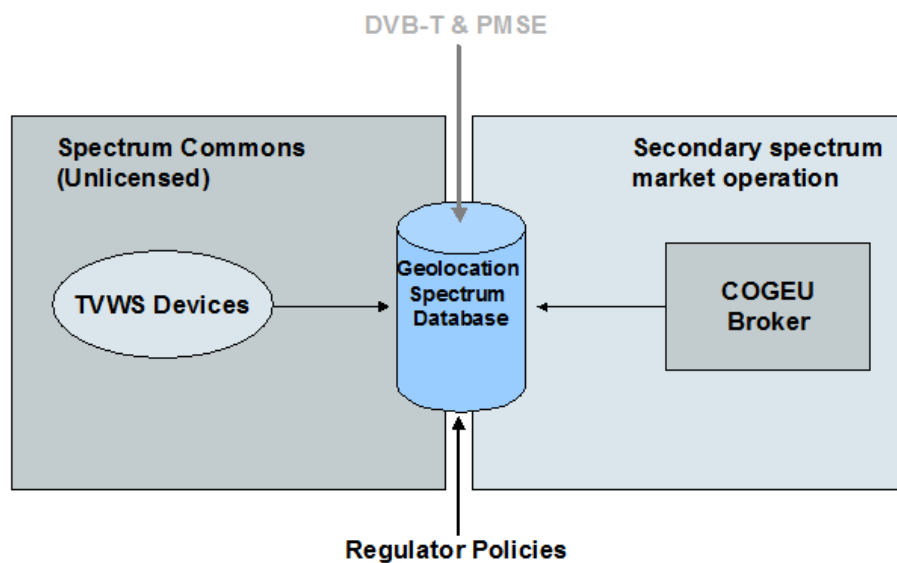 DVB-T & PMSE
Spectrum Commons
(Unlicensed)
Secondary spectrum
market operation
TVWS Devices
Geolocation
Spectrum
Database
COGEU
Broker
Regulator Policies